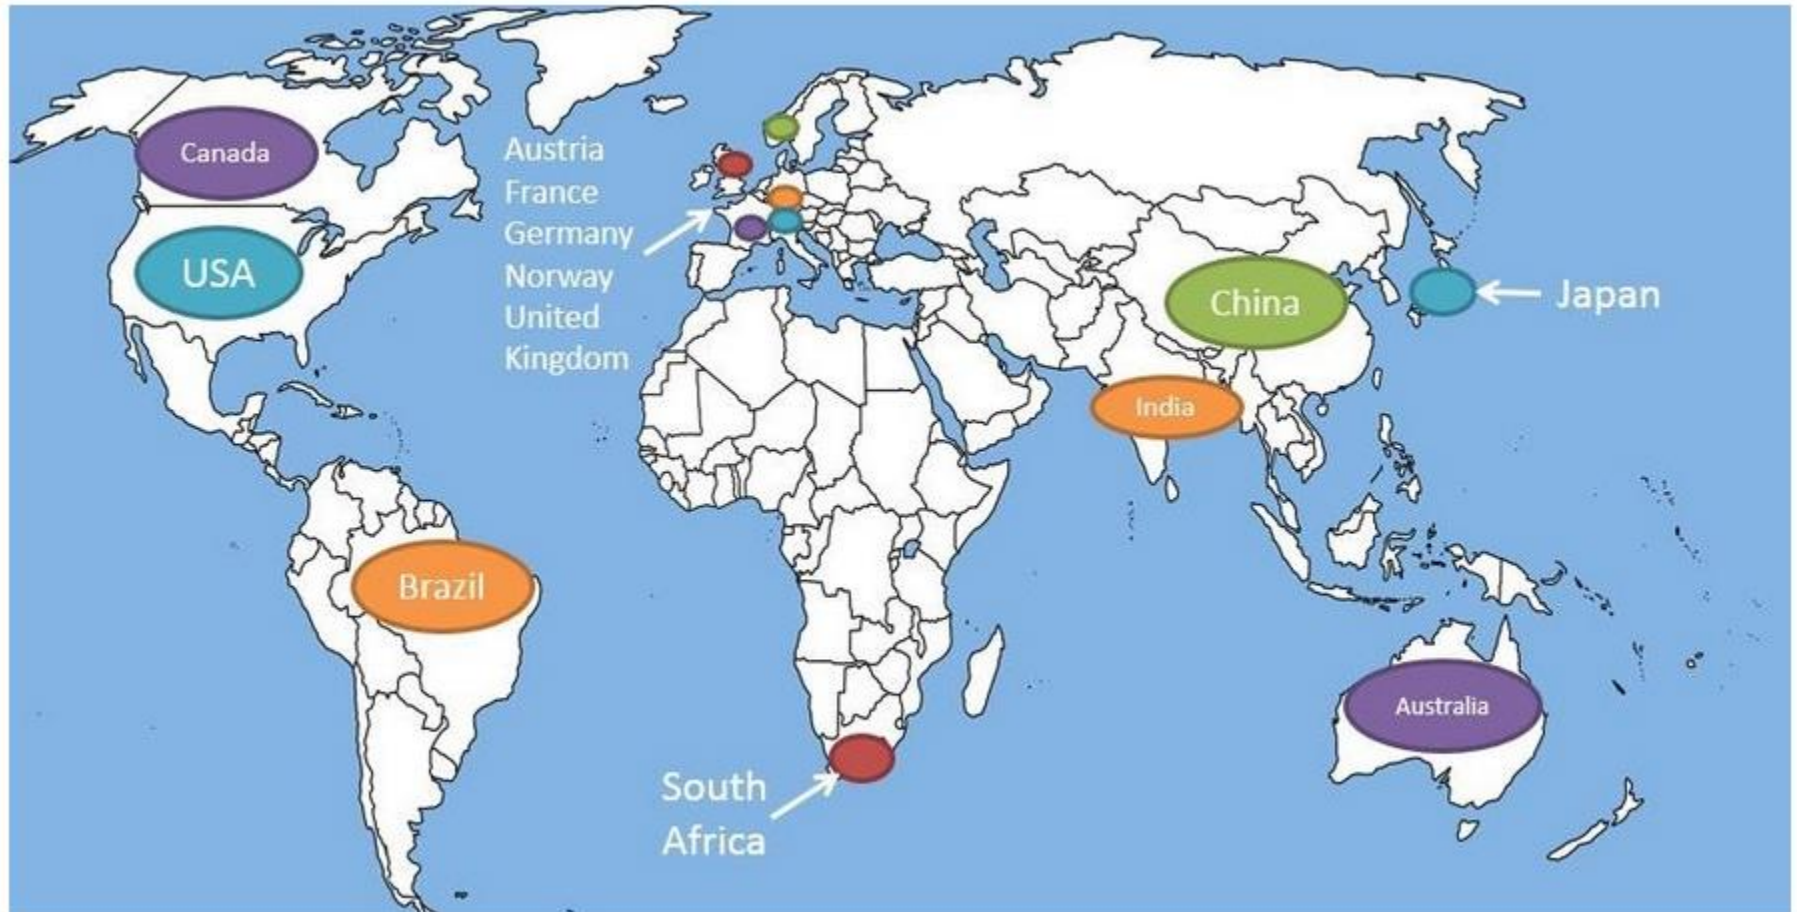 Canada
USA
Austria
France
Germany
Norway
United
Kingdom
China
Japan
India
Brazil
Australia
South
Africa